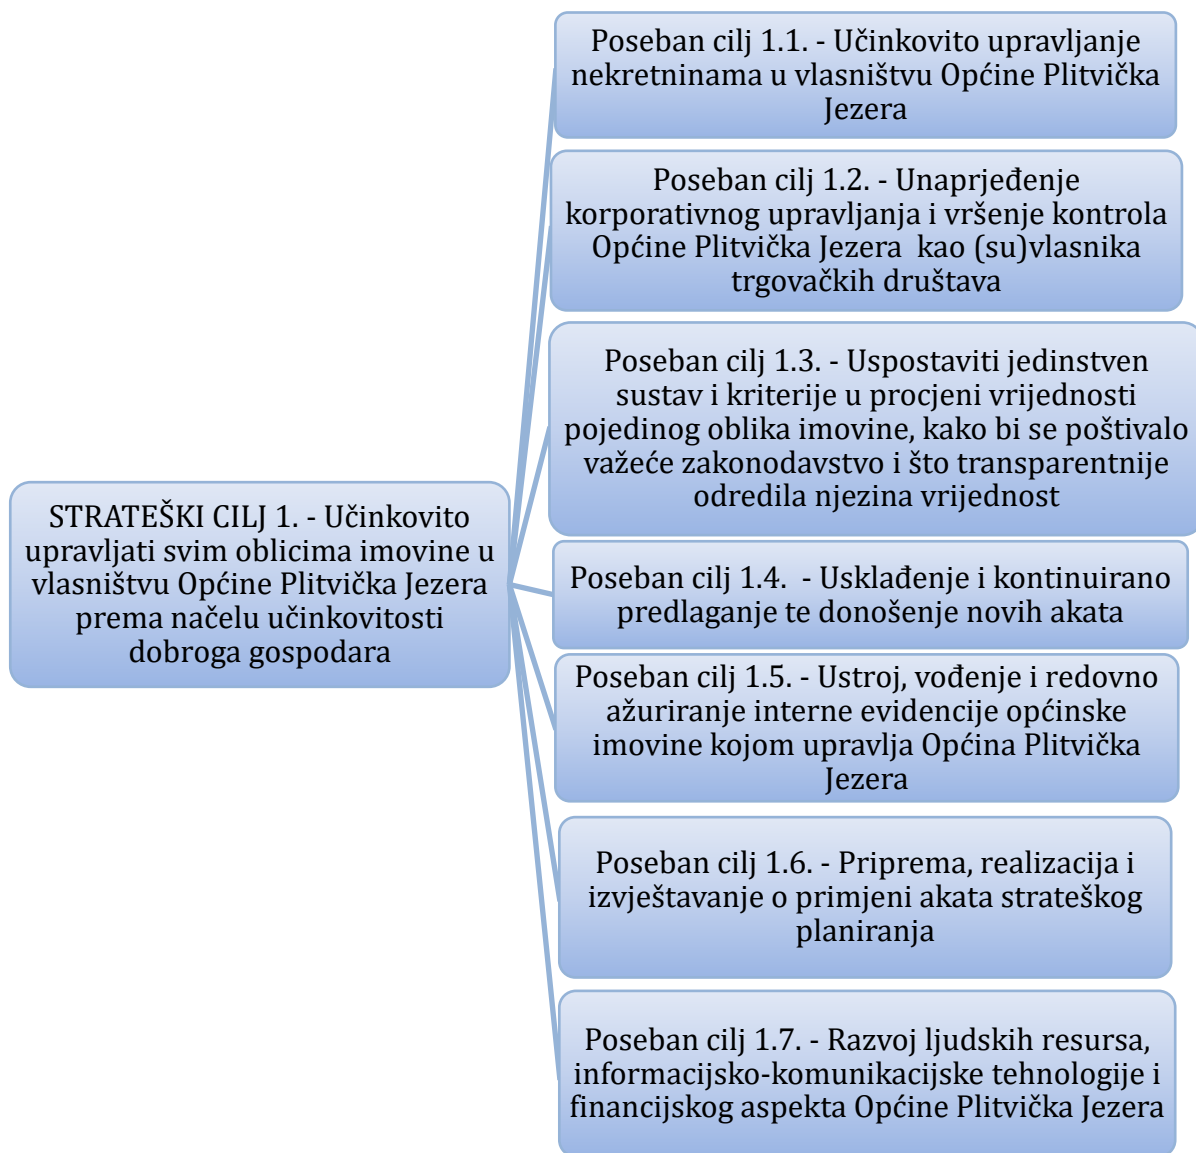 STRATEŠKI CILJ 1. - Učinkovito
upravljati svim oblicima imovine u
vlasništvu Općine Plitvička Jezera
prema načelu učinkovitosti
dobroga gospodara
Poseban cilj 1.1. - Učinkovito upravljanje
nekretninama u vlasništvu Općine Plitvička
Jezera
Poseban cilj 1.2. - Unaprjeđenje
korporativnog upravljanja i vršenje kontrola
Općine Plitvička Jezera kao (su)vlasnika
trgovačkih društava
Poseban cilj 1.3. - Uspostaviti jedinstven
sustav i kriterije u procjeni vrijednosti
pojedinog oblika imovine, kako bi se poštivalo
važeće zakonodavstvo i što transparentnije
odredila njezina vrijednost
Poseban cilj 1.4. - Usklađenje i kontinuirano
predlaganje te donošenje novih akata
Poseban cilj 1.5. - Ustroj, vođenje i redovno
ažuriranje interne evidencije općinske
imovine kojom upravlja Općina Plitvička
Jezera
Poseban cilj 1.6. - Priprema, realizacija i
izvještavanje o primjeni akata strateškog
planiranja
Poseban cilj 1.7. - Razvoj ljudskih resursa,
informacijsko-komunikacijske tehnologije i
financijskog aspekta Općine Plitvička Jezera